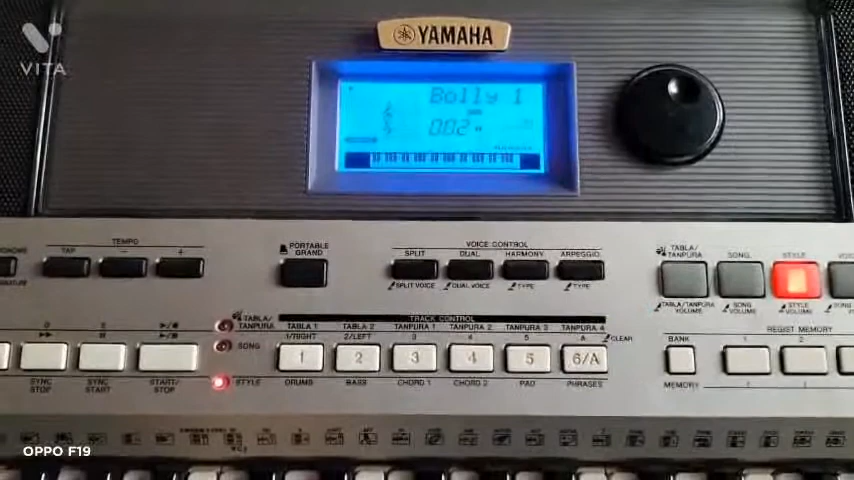 VITA
YAMAHA
Bolly 1
002
TEMPO
TAP - +
PORTABLE
GRAND
VOICE CONTROL
SPLIT DUAL HARMONY ARPEGGIO
SPLIT VOICE DUAL VOICE TYPE TYPE
TABLA/
TANPURA SONG STYLE VOICE
TABLA/TANPURA
VOLUME SONG
VOLUME STYLE
VOLUME SONG
TABLA/
TANPURA
SONG
STYLE
TRACK CONTROL
TABLA 1 TABLA 2 TANPURA 1 TANPURA 2 TANPURA 3 TANPURA 4
1/RIGHT 2/LEFT 3 4 5 A CLEAR
1 2 3 4 5 6/A
DRUMS BASS CHORD 1 CHORD 2 PAD PHRASES
SYNC
STOP SYNC
START START/
STOP
REGIST MEMORY
BANK 1 2
MEMORY 1 2
OPPO F19